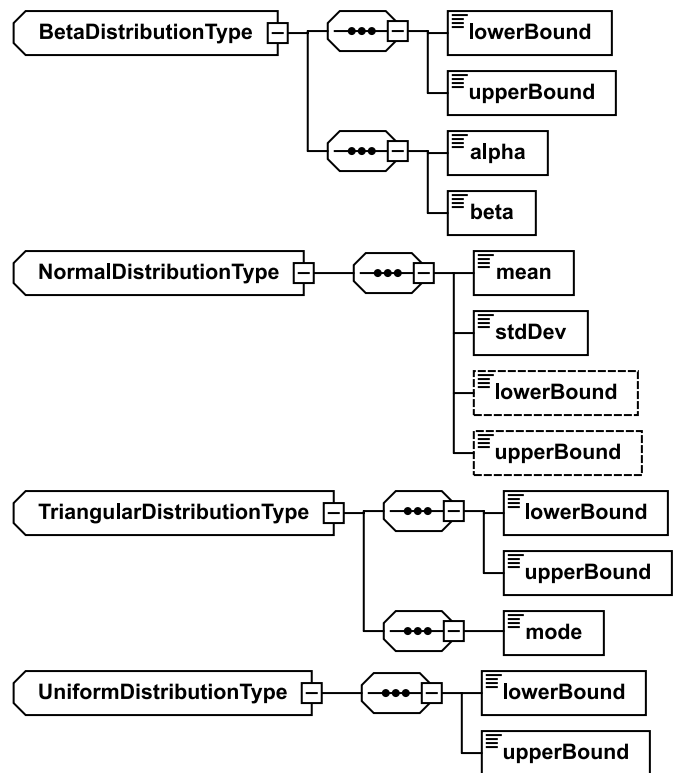 BetaDistributionType
lowerBound
upperBound
alpha
beta
NormalDistributionType
mean
stdDev
lowerBound
upperBound
TriangularDistributionType
lowerBound
upperBound
mode
UniformDistributionType
lowerBound
upperBound